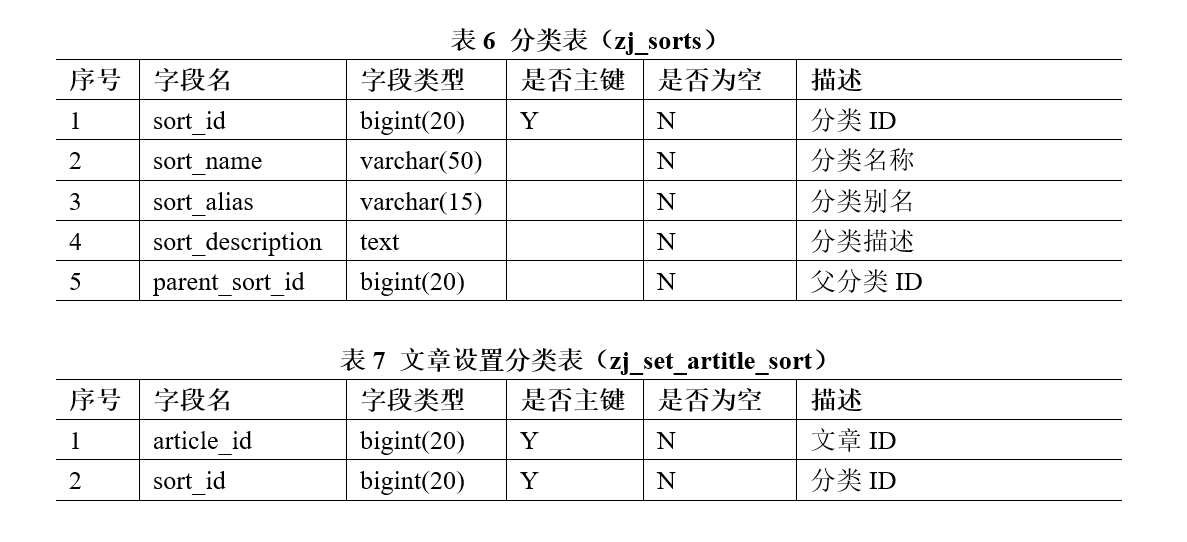 表 6 分类表（zj_sorts）
序号 字段名 字段类型 是否主键 是否为空 描述
1 sort_id bigint(20) Y N 分类 ID
2 sort_name varchar(50) N 分类名称
3 sort_alias varchar(15) N 分类别名
4 sort_description text N 分类描述
5 parent_sort_id bigint(20) N 父分类 ID
表 7 文章设置分类表（zj_set_artitle_sort）
序号 字段名 字段类型 是否主键 是否为空 描述
1 article_id bigint(20) Y N 文章 ID
2 sort_id bigint(20) Y N 分类 ID